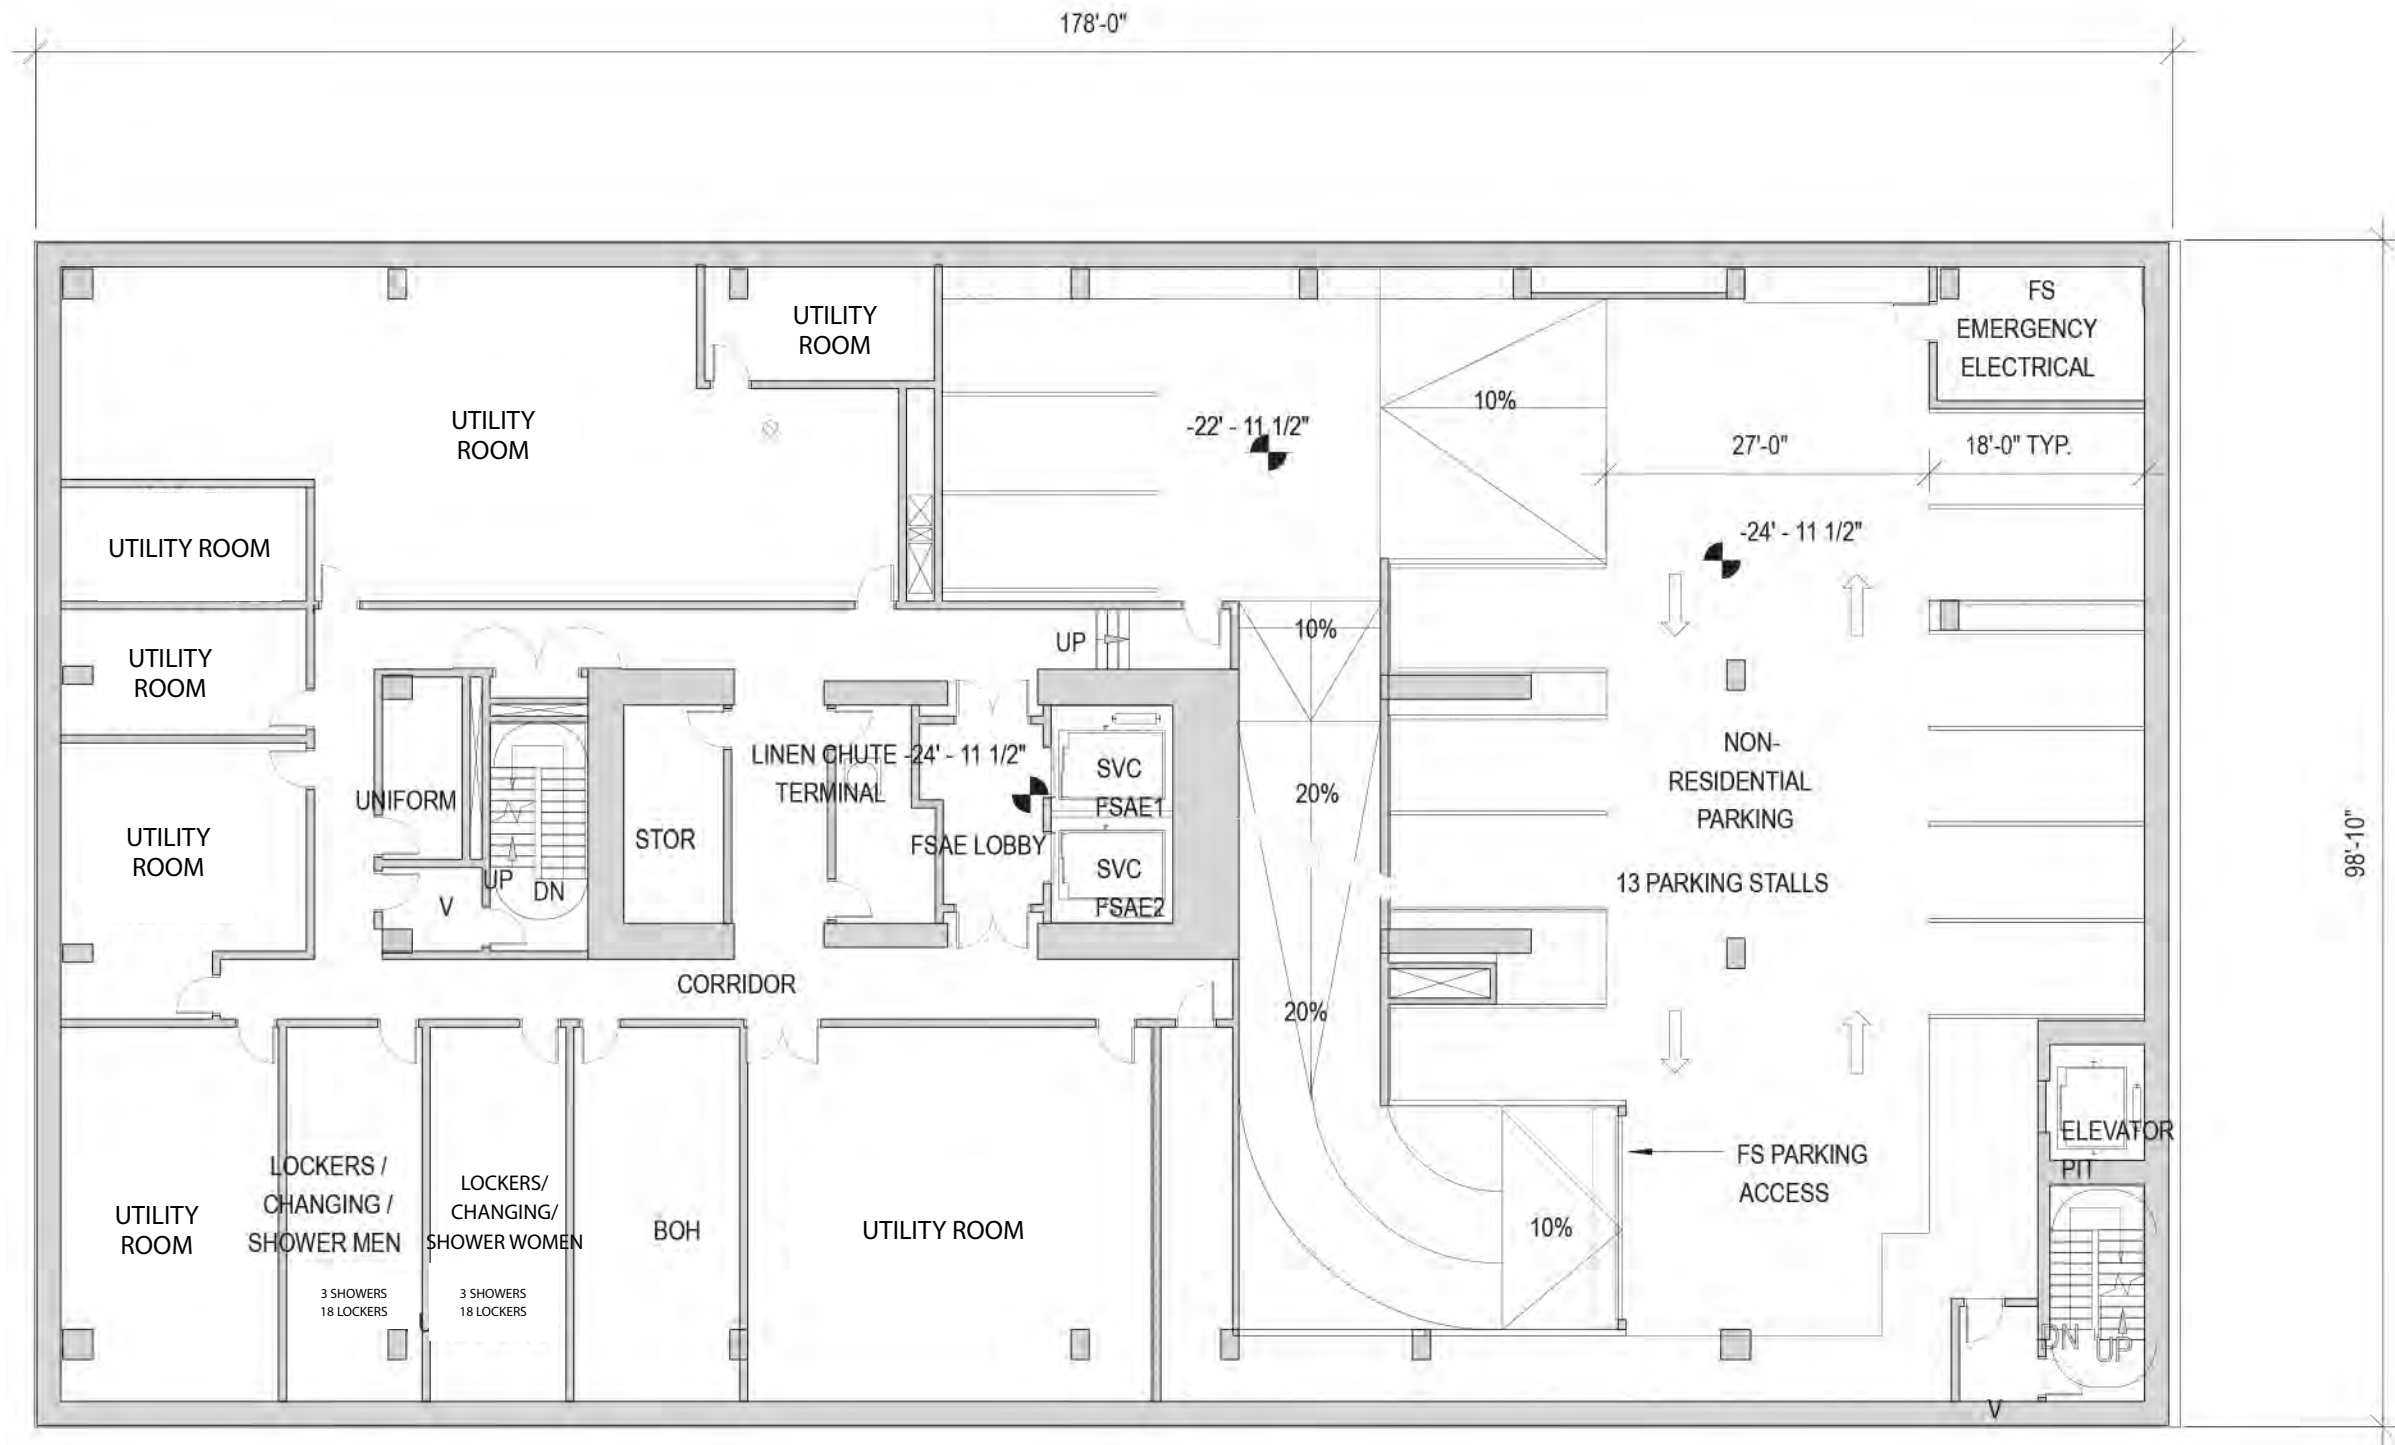 178'-0"
UTILITY
ROOM
FS
EMERGENCY
ELECTRICAL
UTILITY
ROOM
10%
-22' - 11 1/2"
27'-0"
18'-0" TYP.
-24' - 11 1/2"
UTILITY ROOM
UP
10%
UTILITY
ROOM
NON-
RESIDENTIAL
PARKING
13 PARKING STALLS
LINEN CHUTE
TERMINAL
-24' - 11 1/2"
SVC
FSAE1
20%
UNIFORM
UTILITY
ROOM
STOR
FSAE LOBBY
SVC
FSAE2
98'-10"
UP
DN
V
CORRIDOR
20%
ELEVATOR
PIT
FS PARKING
ACCESS
LOCKERS /
CHANGING /
SHOWER MEN
3 SHOWERS
18 LOCKERS
LOCKERS/
CHANGING/
SHOWER WOMEN
3 SHOWERS
18 LOCKERS
UTILITY
ROOM
BOH
UTILITY ROOM
10%
DN
UP
V